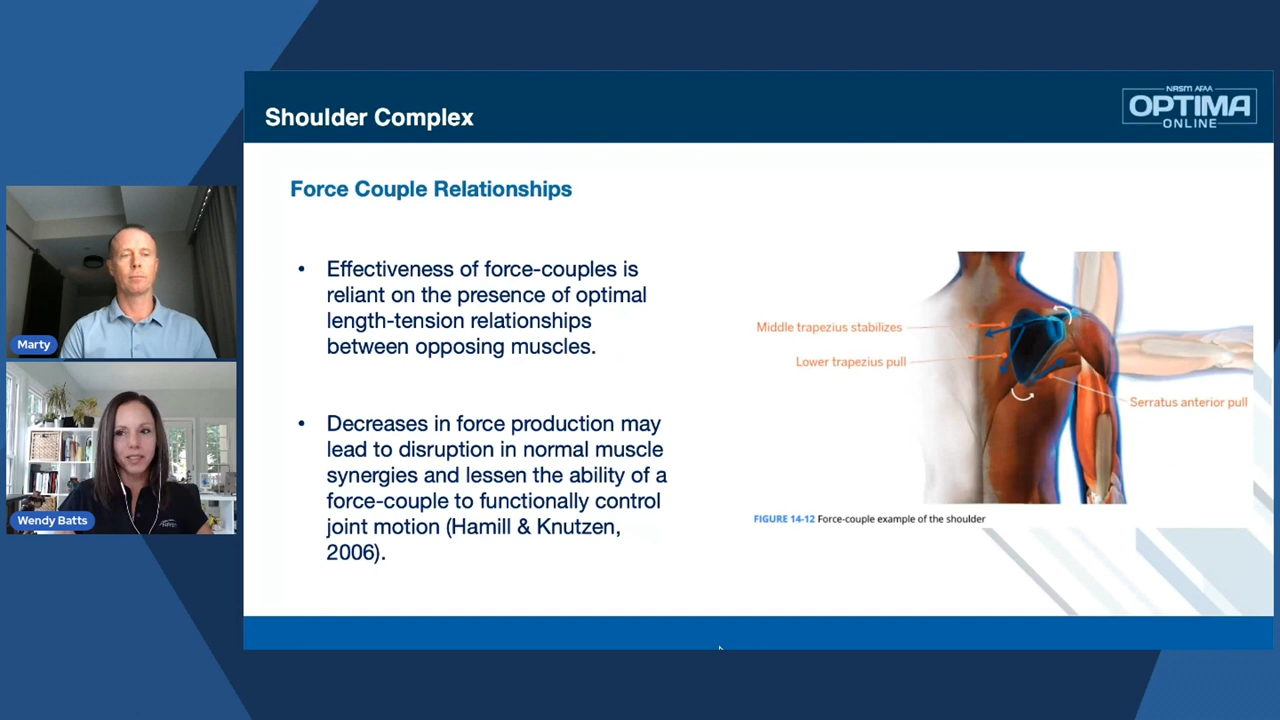 Shoulder Complex
NASM AFAA
OPTIMA
ONLINE
Force Couple Relationships
• Effectiveness of force-couples is
reliant on the presence of optimal
length-tension relationships
between opposing muscles.
• Decreases in force production may
lead to disruption in normal muscle
synergies and lessen the ability of a
force-couple to functionally control
joint motion (Hamill & Knutzen,
2006).
Middle trapezius stabilizes
Lower trapezius pull
Serratus anterior pull
FIGURE 14-12 Force-couple example of the shoulder
Marty
Wendy Batts